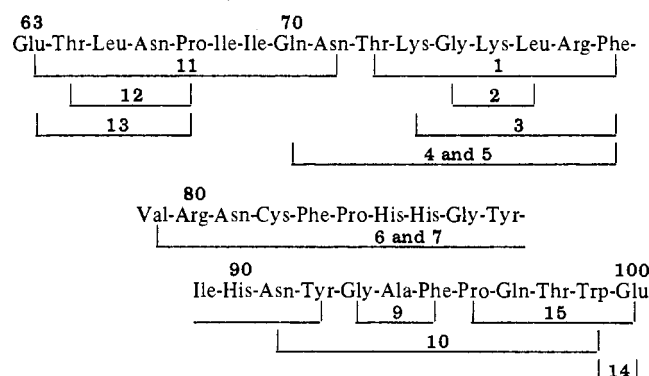 63 70
Glu-Thr-Leu-Asn-Pro-Ile-Ile-Gln-Asn-Thr-Lys-Gly-Lys-Leu-Arg-Phe-
11 1
12 2
13 3
4 and 5
80
Val-Arg-Asn-Cys-Phe-Pro-His-His-Gly-Tyr-
6 and 7
90 100
Ile-His-Asn-Tyr-Gly-Ala-Phe-Pro-Gln-Thr-Trp-Glu
9 15
10
14